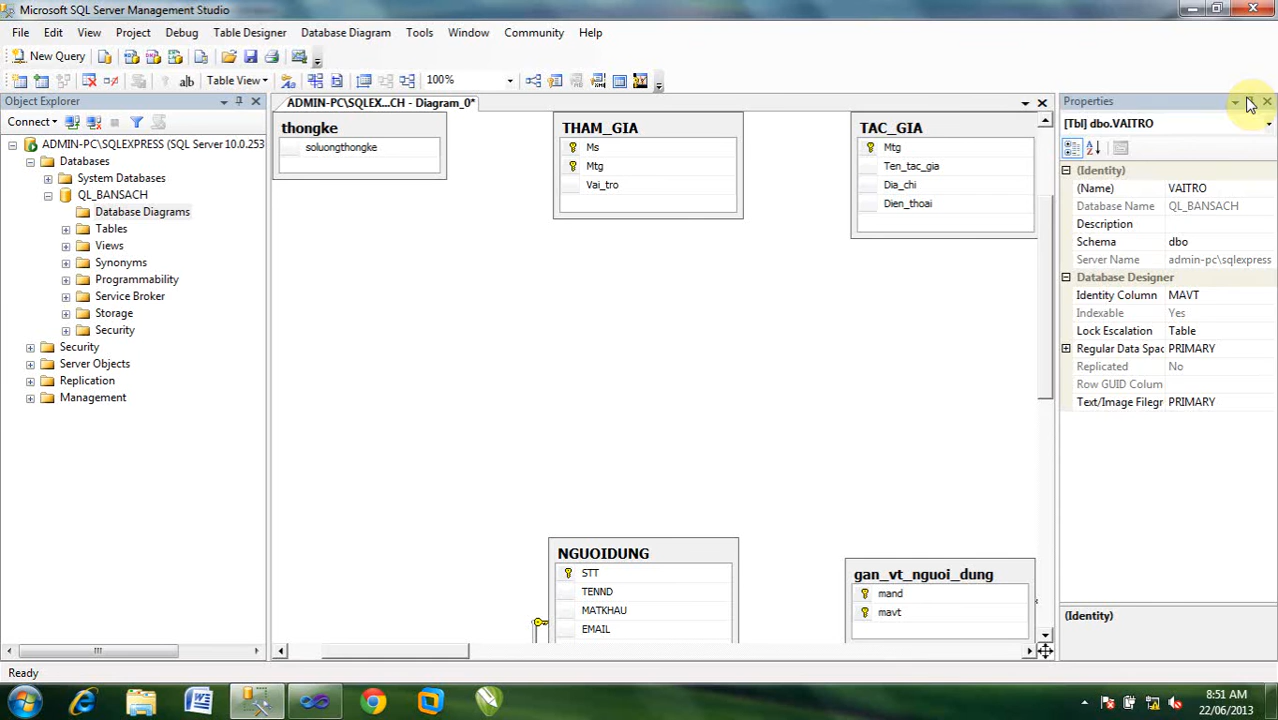 Microsoft SQL Server Management Studio
File Edit View Project Debug Table Designer Database Diagram Tools Window Community Help
New Query
Table View 100%
Object Explorer
Connect
ADMIN-PC\SQLEXPRESS (SQL Server 10.0.253
Databases
System Databases
QL_BANSACH
Database Diagrams
Tables
Views
Synonyms
Programmability
Service Broker
Storage
Security
Security
Server Objects
Replication
Management
ADMIN-PC\SQLEX...CH - Diagram_0*
thongke
soluongthongke
THAM_GIA
Ms
Mtg
Vai_tro
TAC_GIA
Mtg
Ten_tac_gia
Dia_chi
Dien_thoai
NGUOIDUNG
STT
TENND
MATKHAU
EMAIL
gan_vt_nguoi_dung
mand
mavt
Properties
[Tbl] dbo.VAITRO
(Identity)
(Name) VAITRO
Database Name QL_BANSACH
Description
Schema dbo
Server Name admin-pc\sqlexpress
Database Designer
Identity Column MAVT
Indexable Yes
Lock Escalation Table
Regular Data Spac PRIMARY
Replicated No
Row GUID Colum
Text/Image Filegr PRIMARY
(Identity)
Ready
8:51 AM
22/06/2013